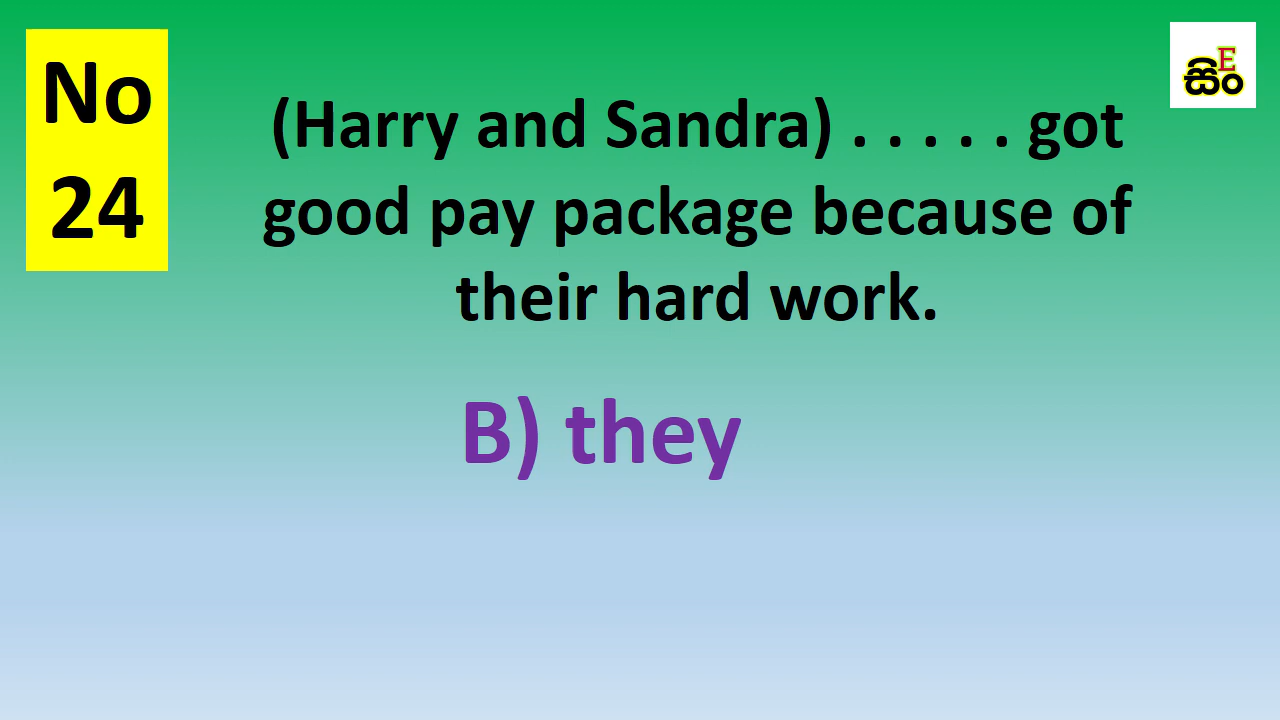 No
24
E
සිං
(Harry and Sandra) . . . . . got
good pay package because of
their hard work.
B) they